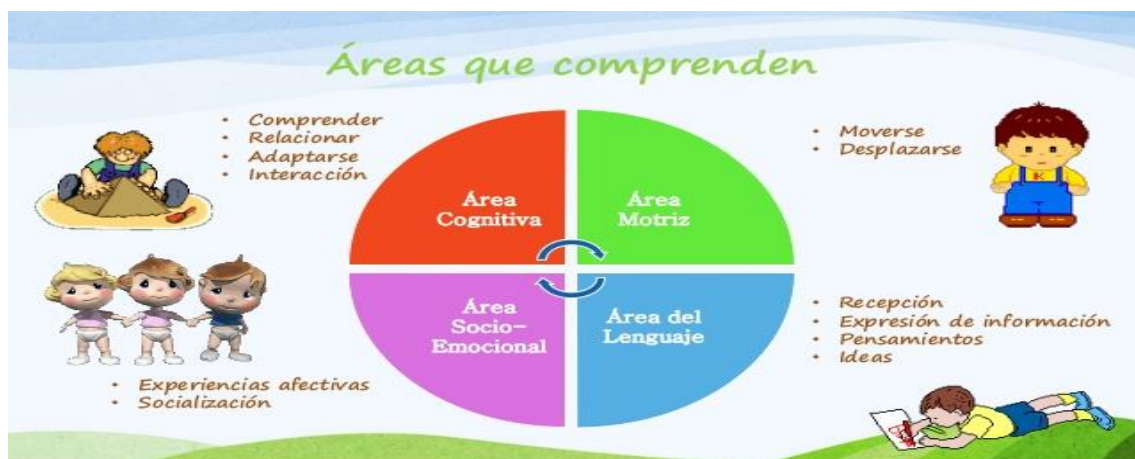 Áreas que comprenden
• Comprender
• Relacionar
• Adaptarse
• Interacción
• Moverse
• Desplazarse
Área
Cognitiva
Área
Motriz
Área
Socio-
Emocional
Área del
Lenguaje
• Experiencias afectivas
• Socialización
• Recepción
• Expresión de información
• Pensamientos
• Ideas
K